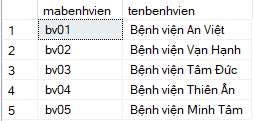 mabenhvien tenbenhvien
1 bv01 Bệnh viện An Việt
2 bv02 Bệnh viện Vạn Hạnh
3 bv03 Bệnh viện Tâm Đức
4 bv04 Bệnh viện Thiên Ân
5 bv05 Bệnh viện Minh Tâm